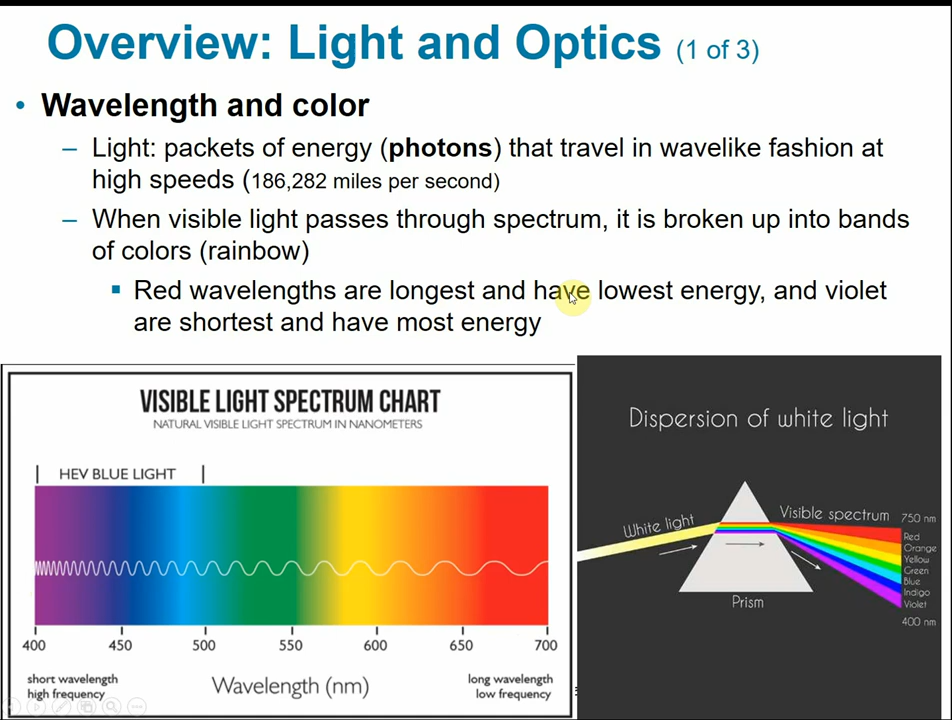 Overview: Light and Optics (1 of 3)
• Wavelength and color
– Light: packets of energy (photons) that travel in wavelike fashion at
high speeds (186,282 miles per second)
– When visible light passes through spectrum, it is broken up into bands
of colors (rainbow)
▪ Red wavelengths are longest and have lowest energy, and violet
are shortest and have most energy
VISIBLE LIGHT SPECTRUM CHART
NATURAL VISIBLE LIGHT SPECTRUM IN NANOMETERS
HEV BLUE LIGHT
400 450 500 550 600 650 700
short wavelength
high frequency
Wavelength (nm)
long wavelength
low frequency
Dispersion of white light
White light
Visible spectrum
750 nm
Red
Orange
Yellow
Green
Blue
Indigo
Violet
400 nm
Prism